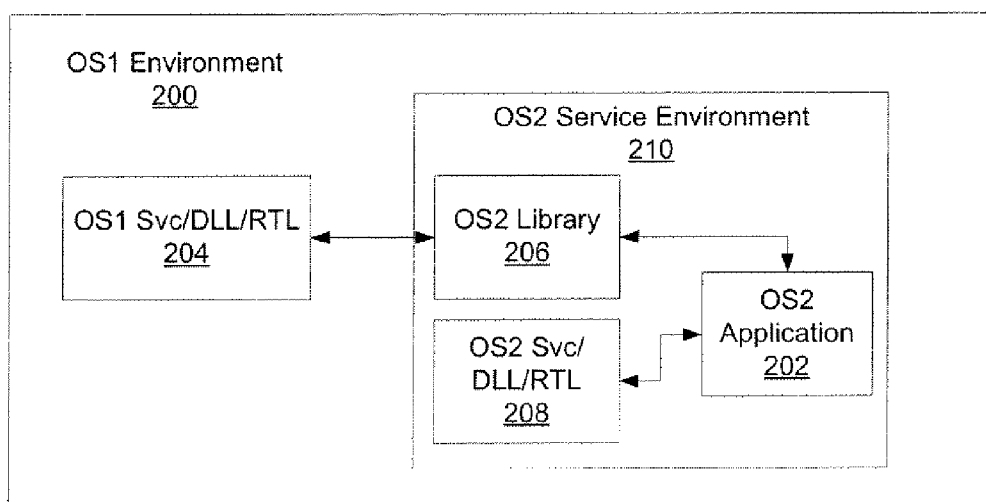 OS1 Environment
200
OS2 Service Environment
210
OS1 Svc/DLL/RTL
204
OS2 Library
206
OS2
Application
202
OS2 Svc/
DLL/RTL
208